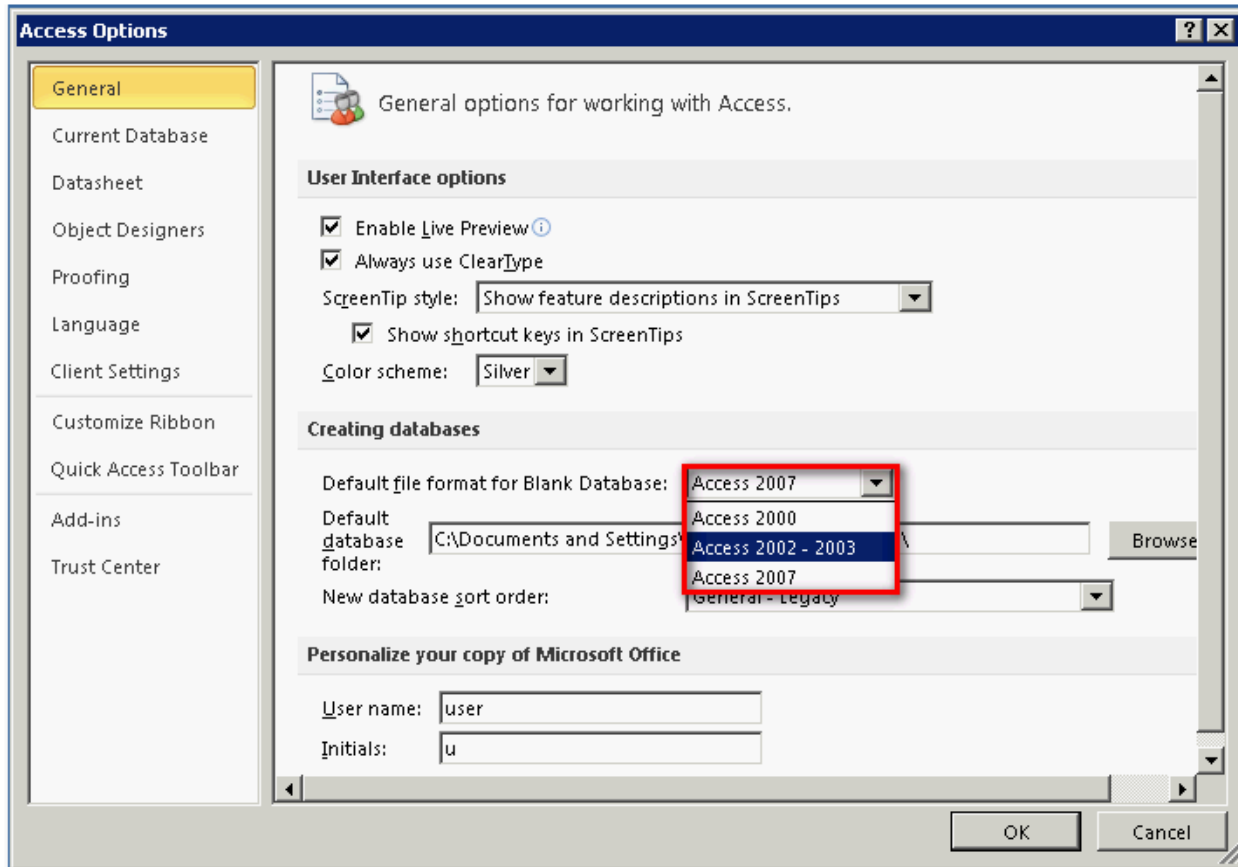 Access Options
General
Current Database
Datasheet
Object Designers
Proofing
Language
Client Settings
Customize Ribbon
Quick Access Toolbar
Add-ins
Trust Center
General options for working with Access.
User Interface options
Enable Live Preview
Always use ClearType
ScreenTip style: Show feature descriptions in ScreenTips
Show shortcut keys in ScreenTips
Color scheme: Silver
Creating databases
Default file format for Blank Database: Access 2007
Access 2000
Access 2002 - 2003
Access 2007
Default
database
folder:
C:\Documents and Settings\
\
Browse
New database sort order: General - Legacy
Personalize your copy of Microsoft Office
User name: user
Initials: u
OK Cancel